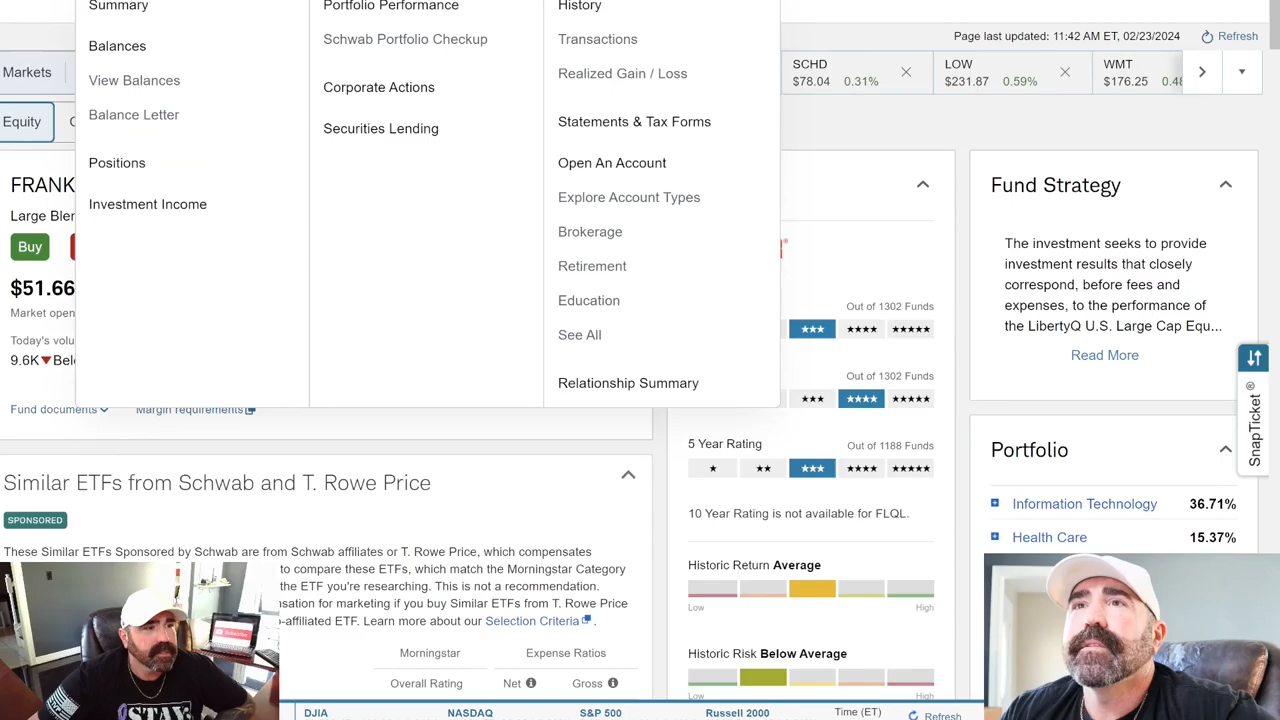 Summary
Balances
View Balances
Balance Letter
Positions
Investment Income
Portfolio Performance
Schwab Portfolio Checkup
Corporate Actions
Securities Lending
History
Transactions
Realized Gain / Loss
Statements & Tax Forms
Open An Account
Explore Account Types
Brokerage
Retirement
Education
See All
Relationship Summary
Page last updated: 11:42 AM ET, 02/23/2024
Refresh
Markets
SCHD
$78.04 0.31%
LOW
$231.87 0.59%
WMT
$176.25
Equity
FRANK
Large
Buy
$51.66
Market open
Today's
9.6K
Fund documents
Margin requirements
Similar ETFs from Schwab and T. Rowe Price
SPONSORED
These Similar ETFs Sponsored by Schwab are from Schwab affiliates or T. Rowe Price, which compensates
to compare these ETFs, which match the Morningstar Category
the ETF you're researching. This is not a recommendation.
for marketing if you buy Similar ETFs from T. Rowe Price
-affiliated ETF. Learn more about our Selection Criteria.
Morningstar Expense Ratios
Overall Rating Net Gross
Out of 1302 Funds
★★★ ★★★★ ★★★★★
Out of 1302 Funds
★★★ ★★★★ ★★★★★
5 Year Rating Out of 1188 Funds
★ ★★ ★★★ ★★★★ ★★★★★
10 Year Rating is not available for FLQL.
Historic Return Average
Low High
Historic Risk Below Average
Low High
Fund Strategy
The investment seeks to provide
investment results that closely
correspond, before fees and
expenses, to the performance of
the LibertyQ U.S. Large Cap Equ...
Read More
SnapTicket®
Portfolio
Information Technology 36.71%
Health Care 15.37%
Subscribe
DJIA NASDAQ S&P 500 Russell 2000 Time (ET) Refresh